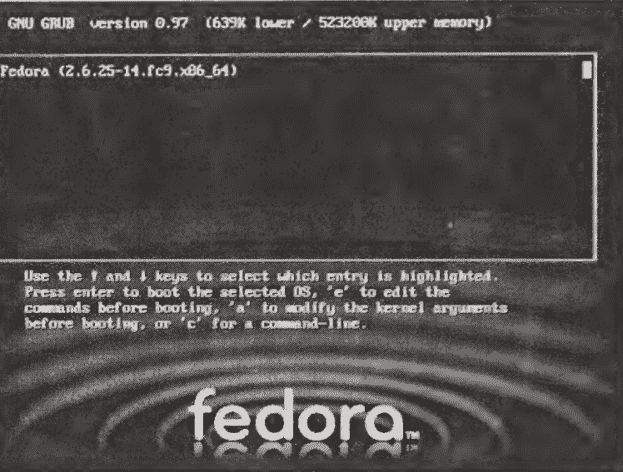 GNU GRUB version 0.97 (639K lower / 523200K upper memory)
Fedora (2.6.25-14.fc9.x86_64)
Use the ↑ and ↓ keys to select which entry is highlighted.
Press enter to boot the selected OS, 'e' to edit the
commands before booting, 'a' to modify the kernel arguments
before booting, or 'c' for a command-line.
fedora™